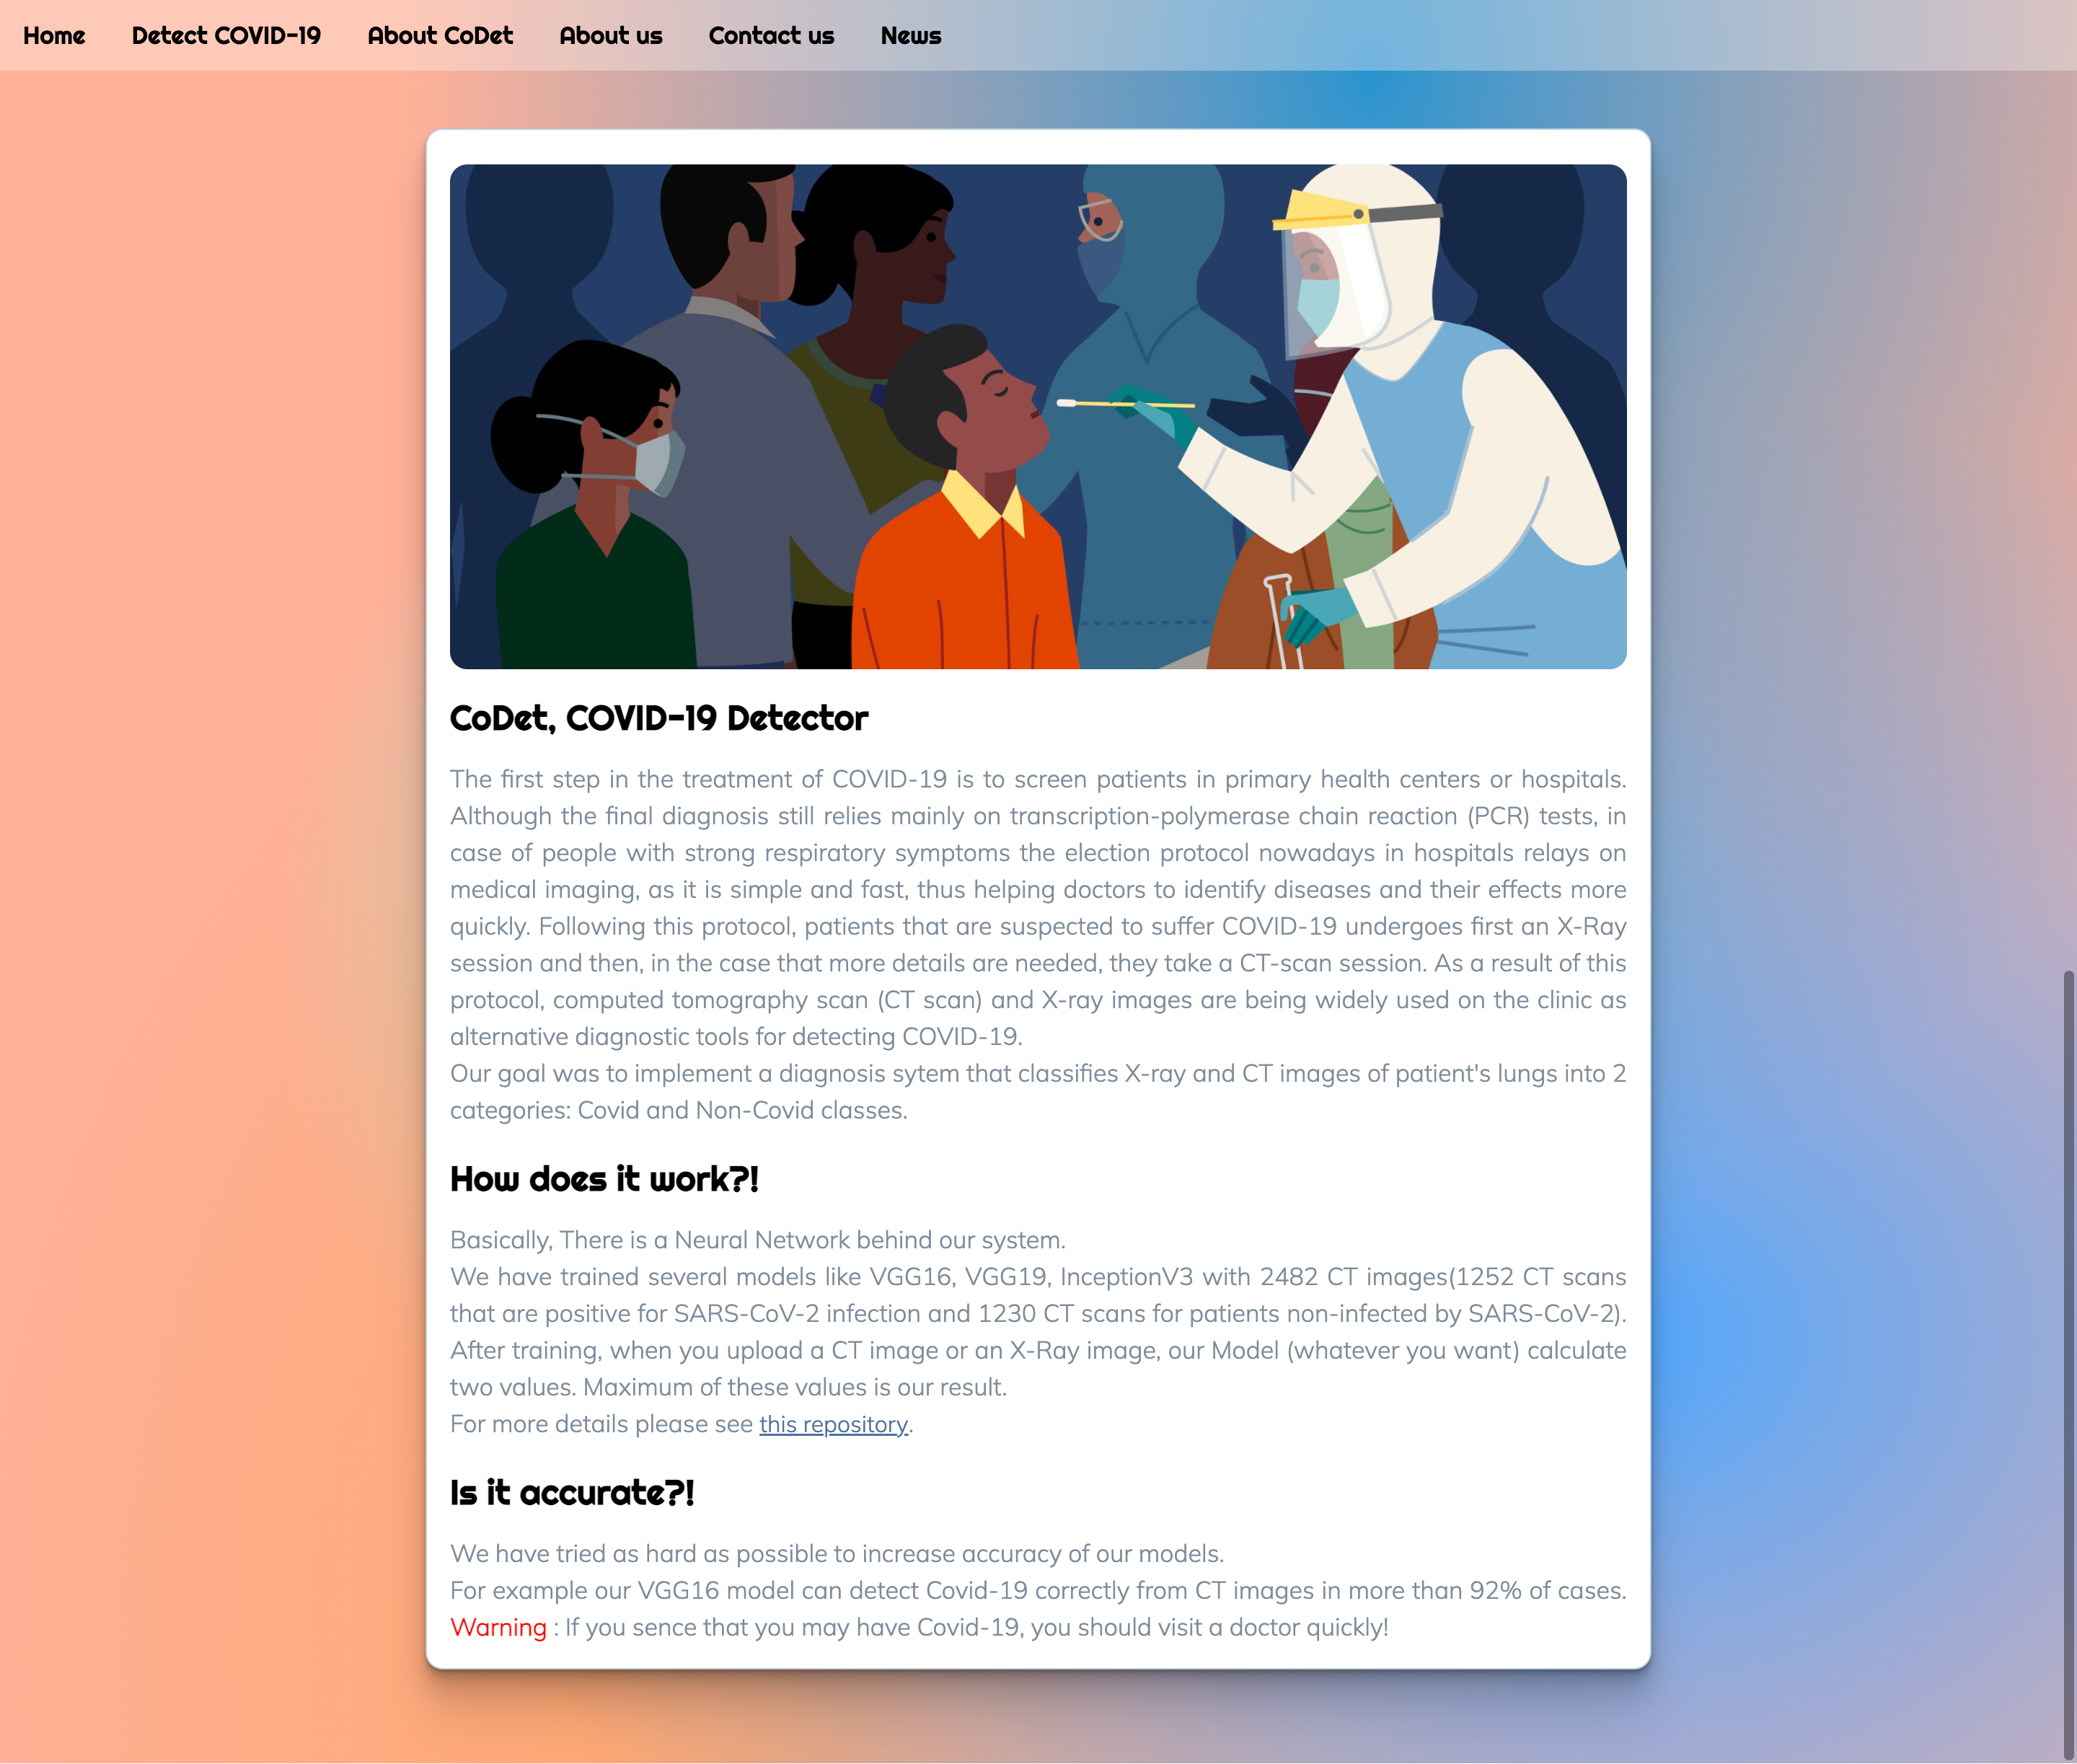 Home Detect COVID-19 About CoDet About us Contact us News
CoDet, COVID-19 Detector
The first step in the treatment of COVID-19 is to screen patients in primary health centers or hospitals.
Although the final diagnosis still relies mainly on transcription-polymerase chain reaction (PCR) tests, in
case of people with strong respiratory symptoms the election protocol nowadays in hospitals relays on
medical imaging, as it is simple and fast, thus helping doctors to identify diseases and their effects more
quickly. Following this protocol, patients that are suspected to suffer COVID-19 undergoes first an X-Ray
session and then, in the case that more details are needed, they take a CT-scan session. As a result of this
protocol, computed tomography scan (CT scan) and X-ray images are being widely used on the clinic as
alternative diagnostic tools for detecting COVID-19.
Our goal was to implement a diagnosis sytem that classifies X-ray and CT images of patient's lungs into 2
categories: Covid and Non-Covid classes.
How does it work?!
Basically, There is a Neural Network behind our system.
We have trained several models like VGG16, VGG19, InceptionV3 with 2482 CT images(1252 CT scans
that are positive for SARS-CoV-2 infection and 1230 CT scans for patients non-infected by SARS-CoV-2).
After training, when you upload a CT image or an X-Ray image, our Model (whatever you want) calculate
two values. Maximum of these values is our result.
For more details please see this repository.
Is it accurate?!
We have tried as hard as possible to increase accuracy of our models.
For example our VGG16 model can detect Covid-19 correctly from CT images in more than 92% of cases.
Warning : If you sence that you may have Covid-19, you should visit a doctor quickly!